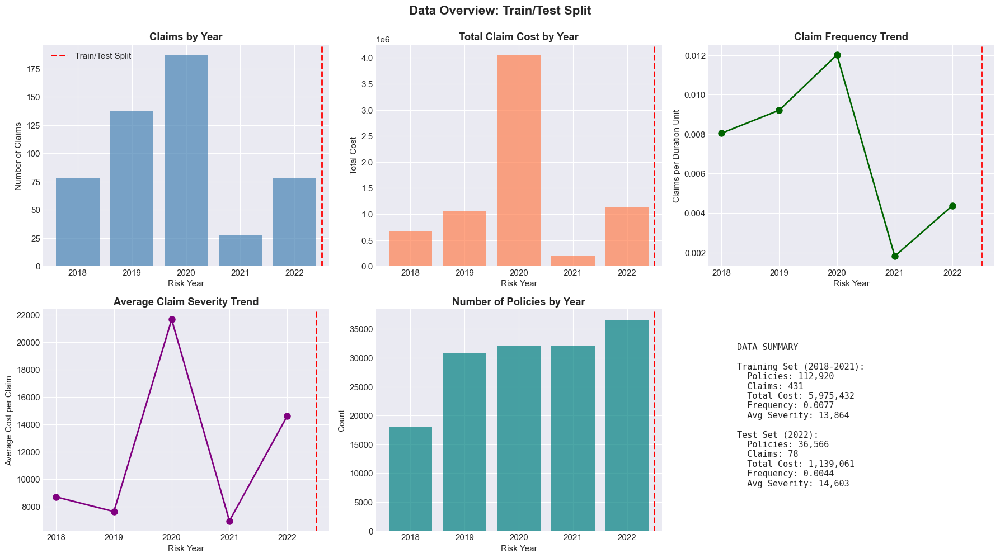 Data Overview: Train/Test Split
Claims by Year
Train/Test Split
Number of Claims
175
150
125
100
75
50
25
0
2018 2019 2020 2021 2022
Risk Year
Total Claim Cost by Year
1e6
Total Cost
4.0
3.5
3.0
2.5
2.0
1.5
1.0
0.5
0.0
2018 2019 2020 2021 2022
Risk Year
Claim Frequency Trend
Claims per Duration Unit
0.012
0.010
0.008
0.006
0.004
0.002
2018 2019 2020 2021 2022
Risk Year
Average Claim Severity Trend
Average Cost per Claim
22000
20000
18000
16000
14000
12000
10000
8000
2018 2019 2020 2021 2022
Risk Year
Number of Policies by Year
Count
35000
30000
25000
20000
15000
10000
5000
0
2018 2019 2020 2021 2022
Risk Year
DATA SUMMARY
Training Set (2018-2021):
Policies: 112,920
Claims: 431
Total Cost: 5,975,432
Frequency: 0.0077
Avg Severity: 13,864
Test Set (2022):
Policies: 36,566
Claims: 78
Total Cost: 1,139,061
Frequency: 0.0044
Avg Severity: 14,603